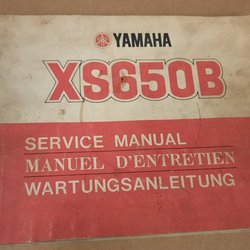 YAMAHA
XS650B
SERVICE MANUAL
MANUEL D'ENTRETIEN
WARTUNGSANLEITUNG